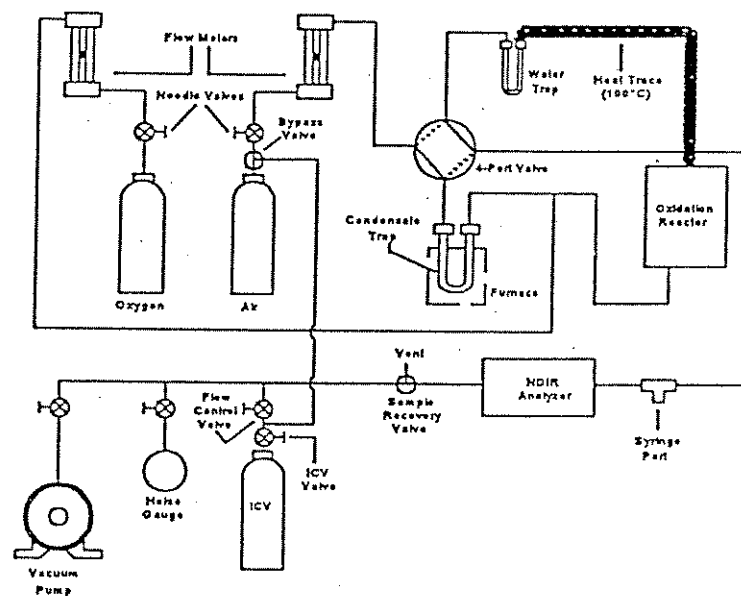 Flow Meters
Needle Valves
Bypass
Valve
Water
Trap
Heat Trace
(100°C)
4-Port Valve
Oxidation
Reactor
Condensate
Trap
Furnace
Oxygen
Air
Vent
Flow
Control
Valve
Sample
Recovery
Valve
NDIR
Analyzer
Syringe
Port
ICV
Valve
ICV
Gauge
Vacuum
Pump